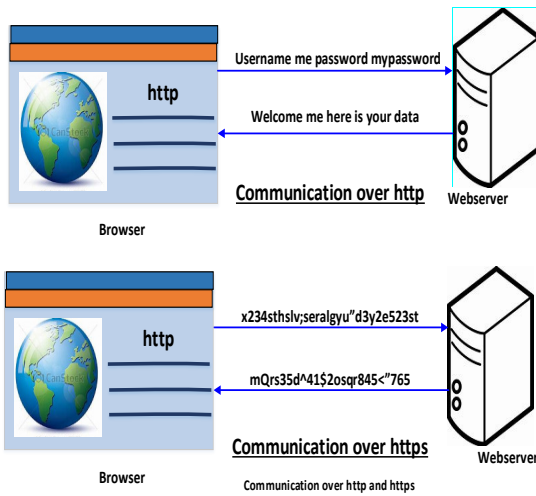 Username me password mypassword
http
Welcome me here is your data
Communication over http
Webserver
Browser
x234sthslv;seralgyu"d3y2e523st
http
mQrs35d^41$2osqr845<"765
Communication over https
Webserver
Browser
Communication over http and https